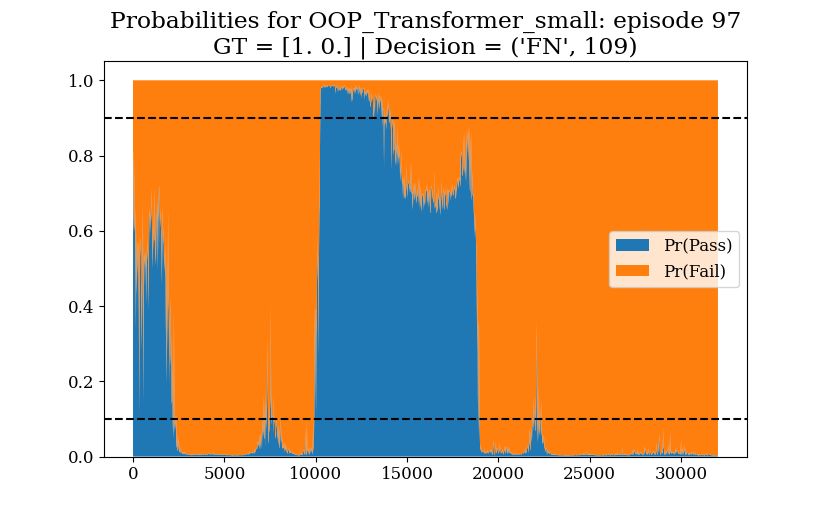 Probabilities for OOP_Transformer_small: episode 97
GT = [1. 0.] | Decision = ('FN', 109)
1.0
0.8
0.6
0.4
0.2
0.0
Pr(Pass)
Pr(Fail)
0 5000 10000 15000 20000 25000 30000